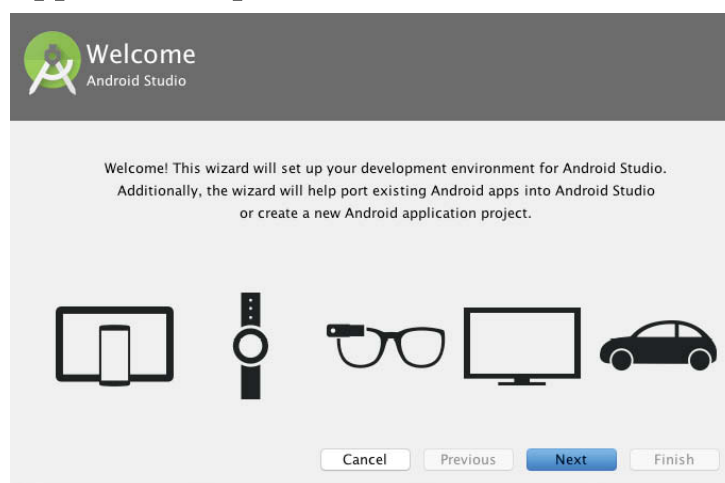 Welcome
Android Studio
Welcome! This wizard will set up your development environment for Android Studio.
Additionally, the wizard will help port existing Android apps into Android Studio
or create a new Android application project.
Cancel Previous Next Finish